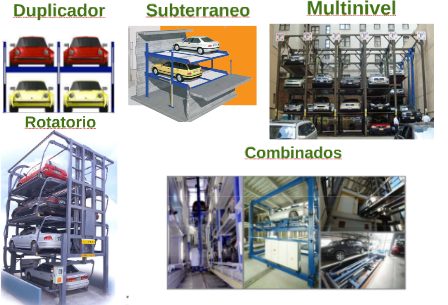 Duplicador
Subterraneo
Multinivel
Rotatorio
Combinados